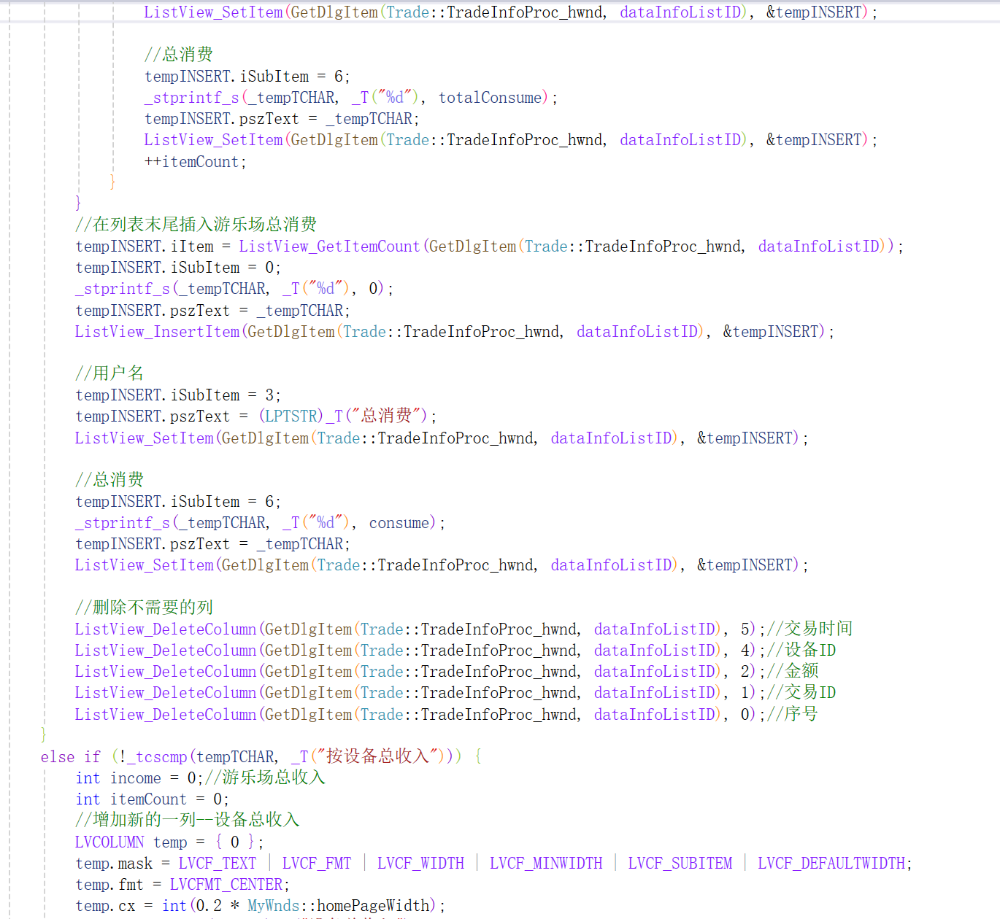 ListView_SetItem(GetDlgItem(Trade::TradeInfoProc_hwnd, dataInfoListID), &tempINSERT);
//总消费
tempINSERT.iSubItem = 6;
_stprintf_s(_tempTCHAR, _T("%d"), totalConsume);
tempINSERT.pszText = _tempTCHAR;
ListView_SetItem(GetDlgItem(Trade::TradeInfoProc_hwnd, dataInfoListID), &tempINSERT);
++itemCount;
}
}
//在列表末尾插入游乐场总消费
tempINSERT.iItem = ListView_GetItemCount(GetDlgItem(Trade::TradeInfoProc_hwnd, dataInfoListID));
tempINSERT.iSubItem = 0;
_stprintf_s(_tempTCHAR, _T("%d"), 0);
tempINSERT.pszText = _tempTCHAR;
ListView_InsertItem(GetDlgItem(Trade::TradeInfoProc_hwnd, dataInfoListID), &tempINSERT);
//用户名
tempINSERT.iSubItem = 3;
tempINSERT.pszText = (LPTSTR)_T("总消费");
ListView_SetItem(GetDlgItem(Trade::TradeInfoProc_hwnd, dataInfoListID), &tempINSERT);
//总消费
tempINSERT.iSubItem = 6;
_stprintf_s(_tempTCHAR, _T("%d"), consume);
tempINSERT.pszText = _tempTCHAR;
ListView_SetItem(GetDlgItem(Trade::TradeInfoProc_hwnd, dataInfoListID), &tempINSERT);
//删除不需要的列
ListView_DeleteColumn(GetDlgItem(Trade::TradeInfoProc_hwnd, dataInfoListID), 5);//交易时间
ListView_DeleteColumn(GetDlgItem(Trade::TradeInfoProc_hwnd, dataInfoListID), 4);//设备ID
ListView_DeleteColumn(GetDlgItem(Trade::TradeInfoProc_hwnd, dataInfoListID), 2);//金额
ListView_DeleteColumn(GetDlgItem(Trade::TradeInfoProc_hwnd, dataInfoListID), 1);//交易ID
ListView_DeleteColumn(GetDlgItem(Trade::TradeInfoProc_hwnd, dataInfoListID), 0);//序号
}
else if (!_tcscmp(tempTCHAR, _T("按设备总收入"))) {
int income = 0;//游乐场总收入
int itemCount = 0;
//增加新的一列--设备总收入
LVCOLUMN temp = { 0 };
temp.mask = LVCF_TEXT | LVCF_FMT | LVCF_WIDTH | LVCF_MINWIDTH | LVCF_SUBITEM | LVCF_DEFAULTWIDTH;
temp.fmt = LVCFMT_CENTER;
temp.cx = int(0.2 * MyWnds::homePageWidth);